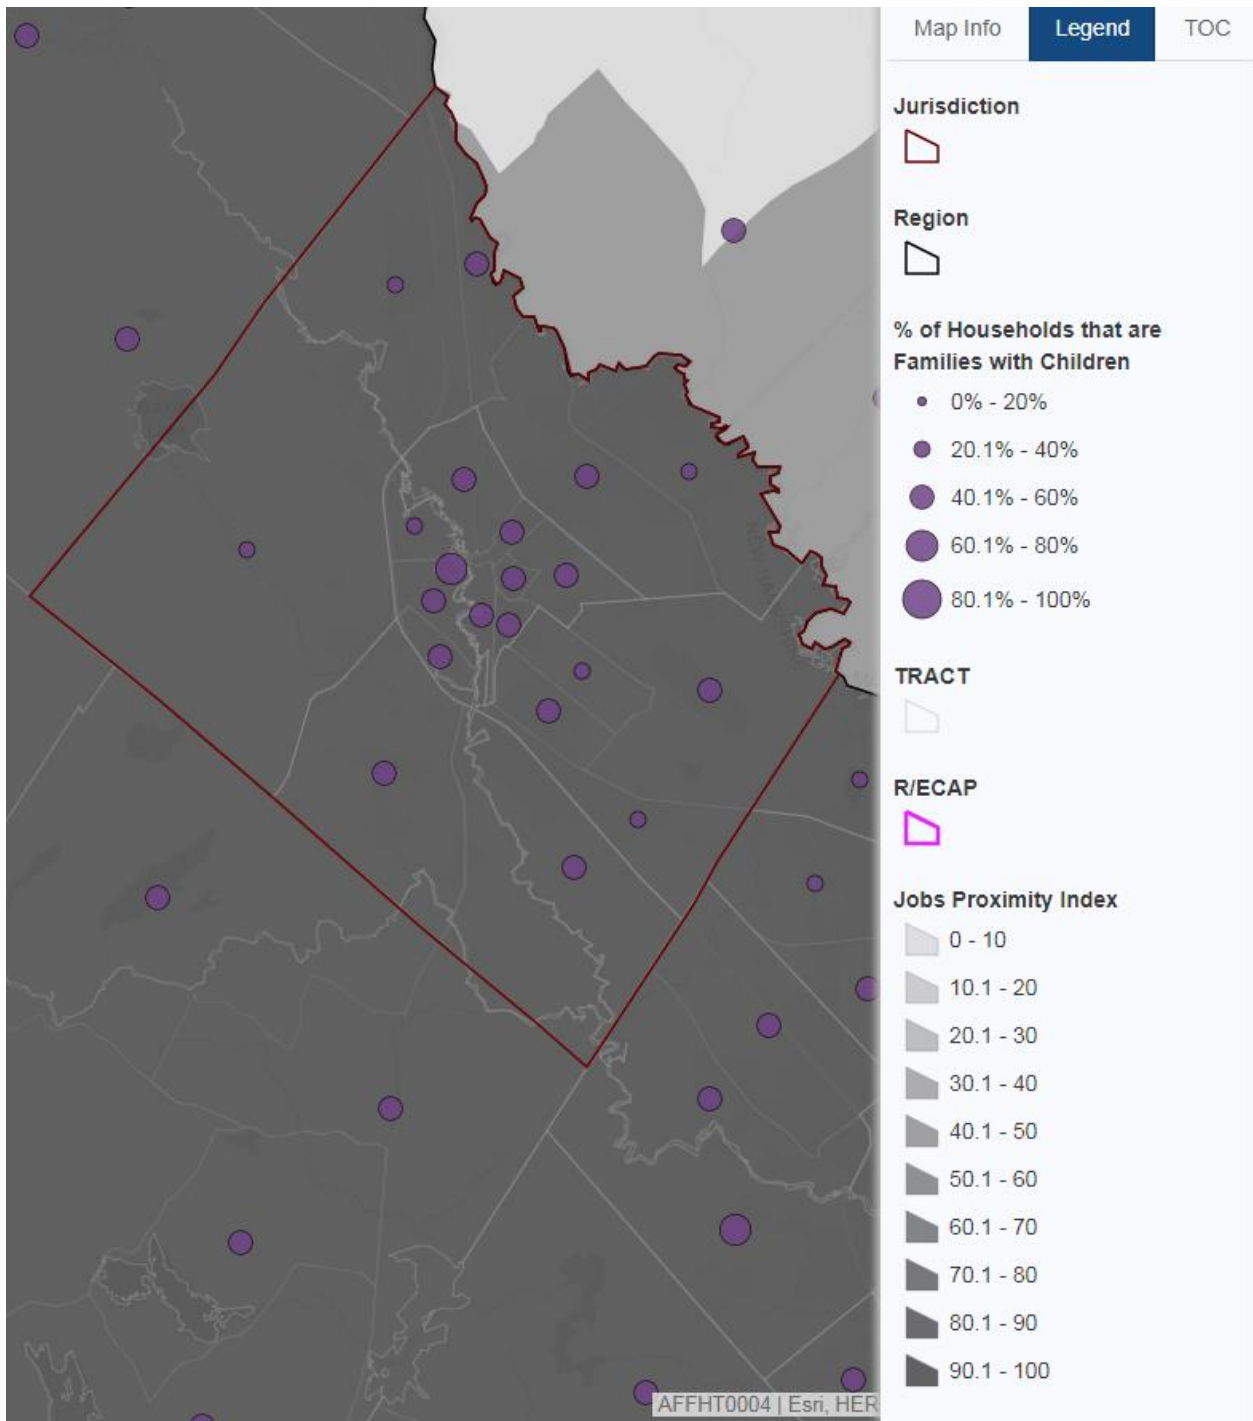 Map Info
Legend
TOC
Jurisdiction
Region
% of Households that are
Families with Children
0% - 20%
20.1% - 40%
40.1% - 60%
60.1% - 80%
80.1% - 100%
TRACT
R/ECAP
Jobs Proximity Index
0 - 10
10.1 - 20
20.1 - 30
30.1 - 40
40.1 - 50
50.1 - 60
60.1 - 70
70.1 - 80
80.1 - 90
90.1 - 100
AFFHT0004 | Esri, HER